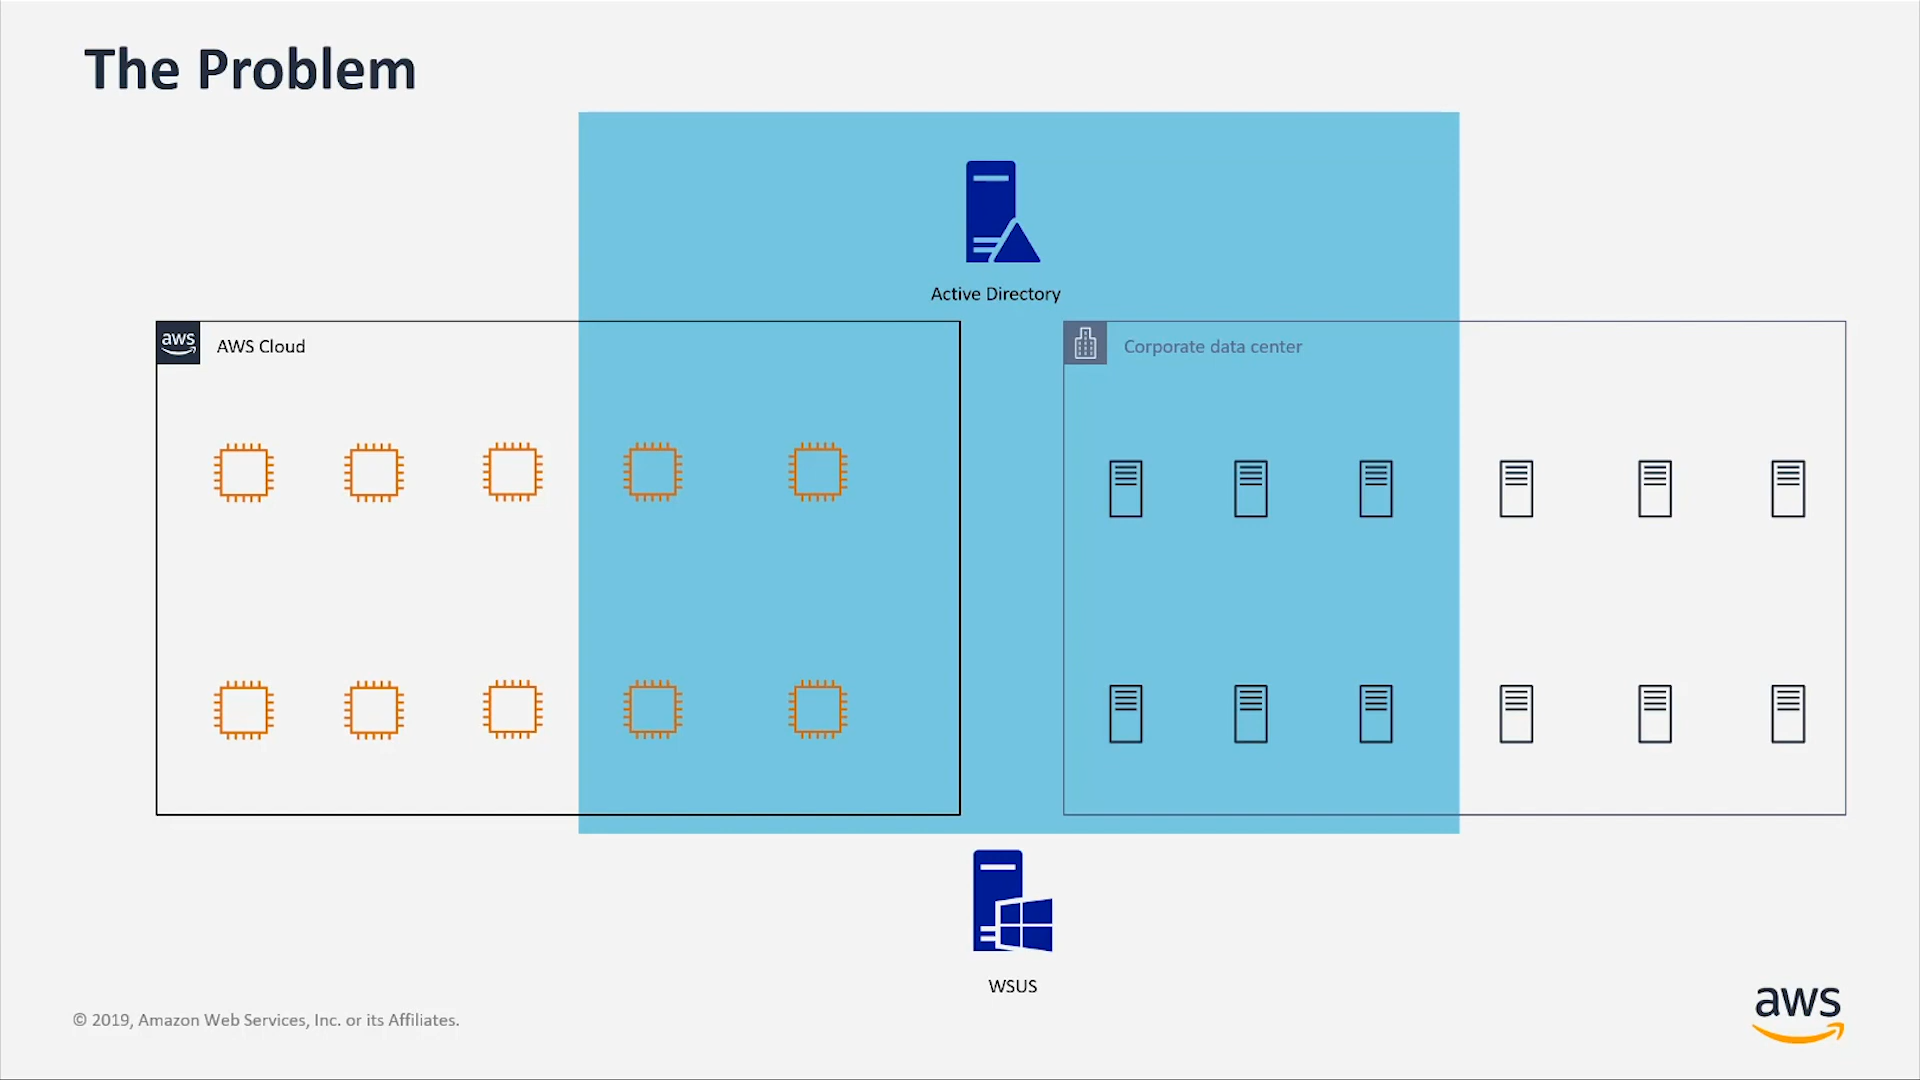 The Problem
Active Directory
aws
AWS Cloud
Corporate data center
WSUS
© 2019, Amazon Web Services, Inc. or its Affiliates.
aws